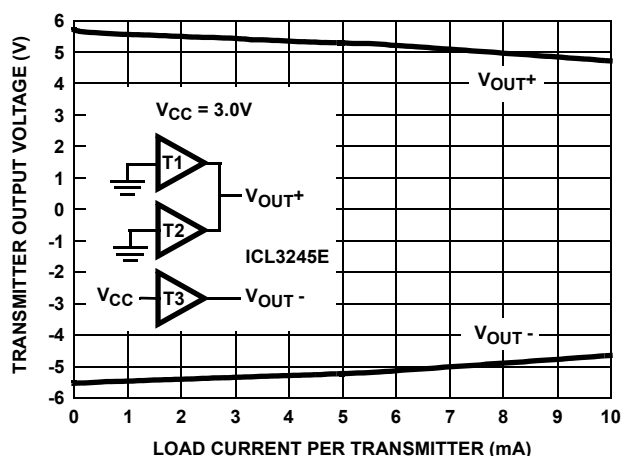 TRANSMITTER OUTPUT VOLTAGE (V)
6
5
4
3
2
1
0
-1
-2
-3
-4
-5
-6
VOUT+
VCC = 3.0V
T1
VOUT+
T2
ICL3245E
VCC
T3
VOUT -
VOUT -
0 1 2 3 4 5 6 7 8 9 10
LOAD CURRENT PER TRANSMITTER (mA)